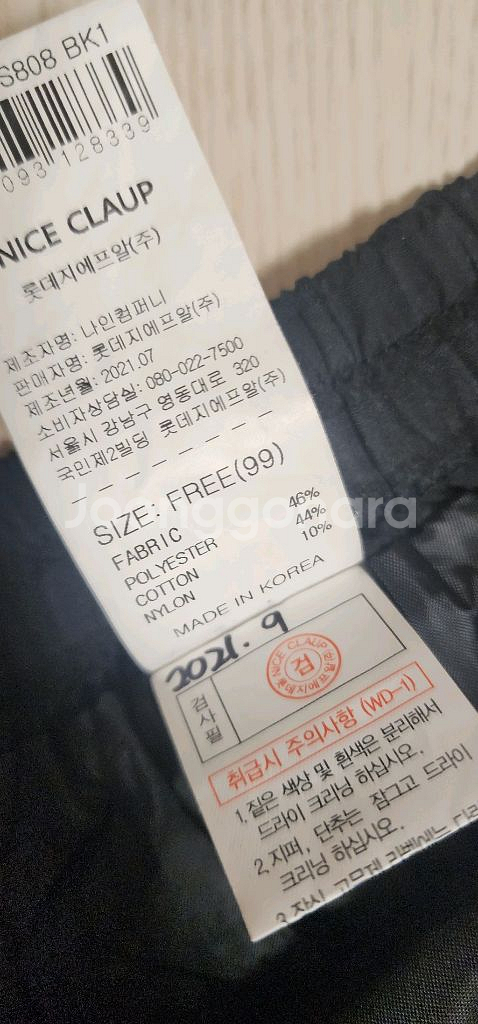 S808 BK1
093 128339
NICE CLAUP
롯데지에프알(주)
제조자명: 나인컴퍼니
판매자명: 롯데지에프알(주)
제조년월: 2021.07
소비자상담실: 080-022-7500
서울시 강남구 영동대로 320
국민제2빌딩 롯데지에프알(주)
SIZE: FREE(99)
FABRIC
POLYESTER 46%
COTTON 44%
NYLON 10%
MADE IN KOREA
Joonggonara
2021. 9
검사필
NICE CLAUP
검
롯데지에프알(주)
취급시 주의사항 (WD-1)
1. 짙은 색상 및 흰색은 분리해서
드라이 크리닝 하십시오.
2. 지퍼, 단추는 잠그고 드라이
크리닝 하십시오.
3.